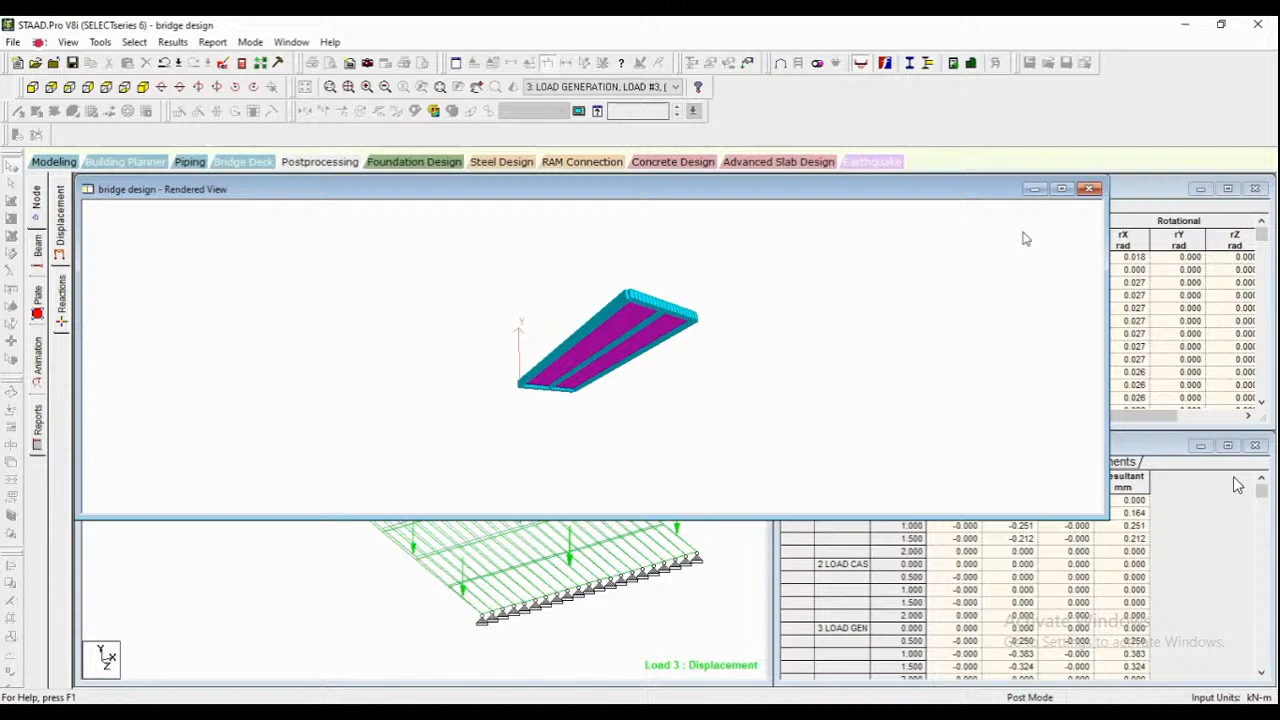 STAAD.Pro V8i (SELECTseries 6) - bridge design
File View Tools Select Results Report Mode Window Help
3: LOAD GENERATION, LOAD #3, (
Modeling Building Planner Piping Bridge Deck Postprocessing Foundation Design Steel Design RAM Connection Concrete Design Advanced Slab Design Earthquake
bridge design - Rendered View
Node
Beam
Plate
Animation
Reports
Displacement
Reactions
Y
Rotational
rX rY rZ
rad rad rad
0.018 0.000 0.000
0.000 0.000 0.000
0.027 0.000 0.000
0.027 0.000 0.000
0.027 0.000 0.000
0.027 0.000 0.000
0.027 0.000 0.000
0.027 0.000 0.000
0.027 0.000 0.000
0.026 0.000 0.000
0.026 0.000 0.000
0.026 0.000 0.000
ments
esultant
mm
0.000
0.164
1.000 -0.000 -0.251 -0.000 0.251
1.500 -0.000 -0.212 -0.000 0.212
2.000 0.000 0.000 0.000 0.000
2 LOAD CAS 0.000 0.000 0.000 0.000 0.000
0.500 -0.000 0.000 -0.000 0.000
1.000 -0.000 0.000 -0.000 0.000
1.500 -0.000 0.000 -0.000 0.000
2.000 0.000 0.000 0.000 0.000
3 LOAD GEN 0.000 0.000 0.000 0.000 0.000
0.500 -0.000 -0.250 -0.000 0.250
1.000 -0.000 -0.383 -0.000 0.383
1.500 -0.000 -0.324 -0.000 0.324
2.000 0.000 0.000 0.000 0.000
Activate Windows
Go to Settings to activate Windows.
Y
X
Z
Load 3 : Displacement
For Help, press F1 Post Mode Input Units: kN-m